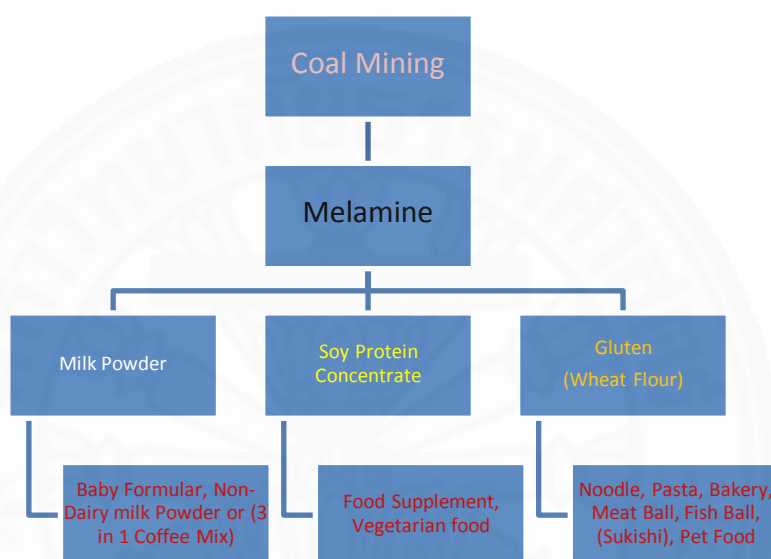 Coal Mining
Melamine
Milk Powder
Soy Protein
Concentrate
Gluten
(Wheat Flour)
Baby Formular, Non-
Dairy milk Powder or (3
in 1 Coffee Mix)
Food Supplement,
Vegetarian food
Noodle, Pasta, Bakery,
Meat Ball, Fish Ball,
(Sukishi), Pet Food